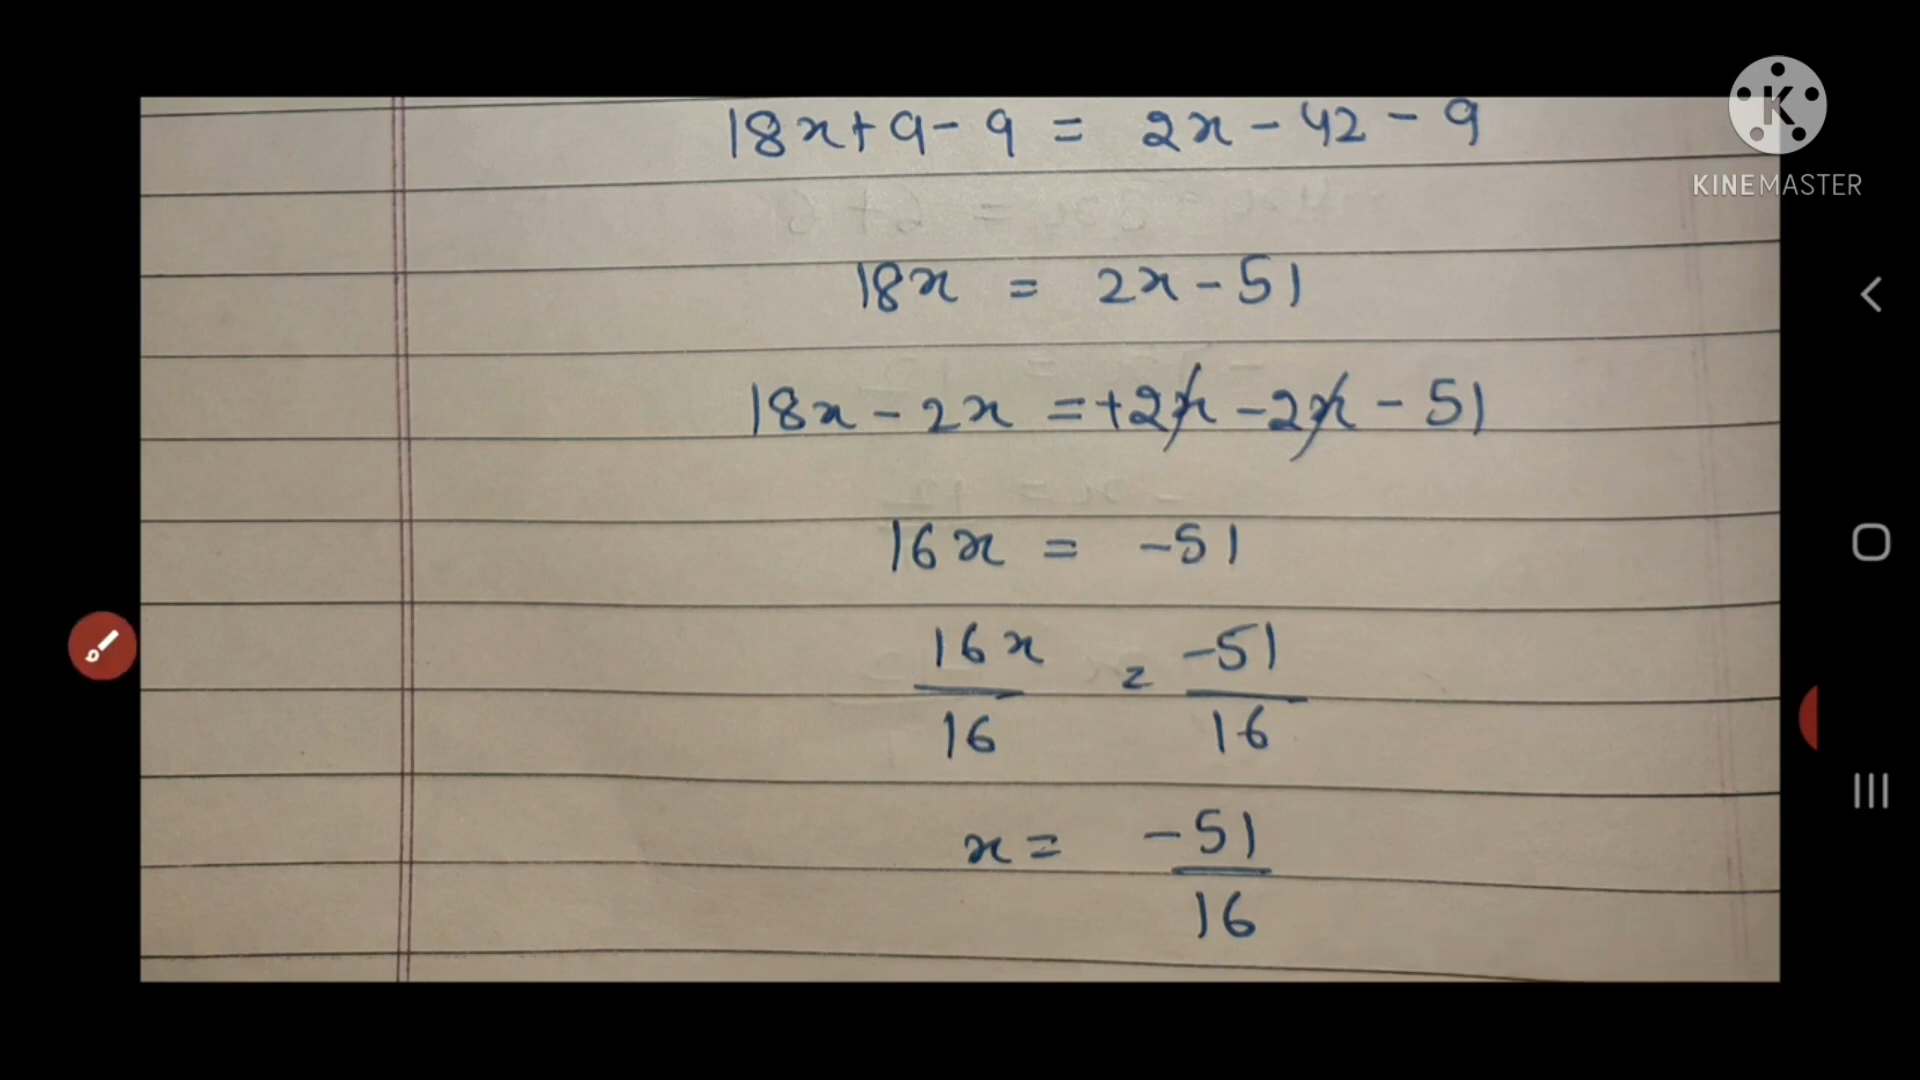 18x + 9 - 9 = 2x - 42 - 9
KINEMASTER
18x = 2x - 51
18x - 2x = +2x - 2x - 51
16x = -51
16x/16 = -51/16
x = -51/16